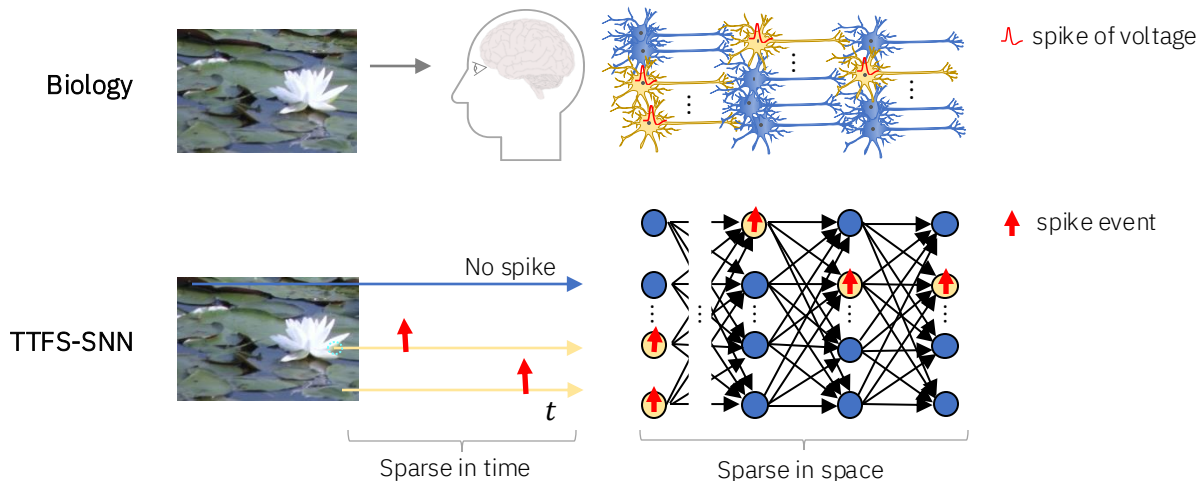 Biology
spike of voltage
spike event
No spike
TTFS-SNN
t
Sparse in time
Sparse in space